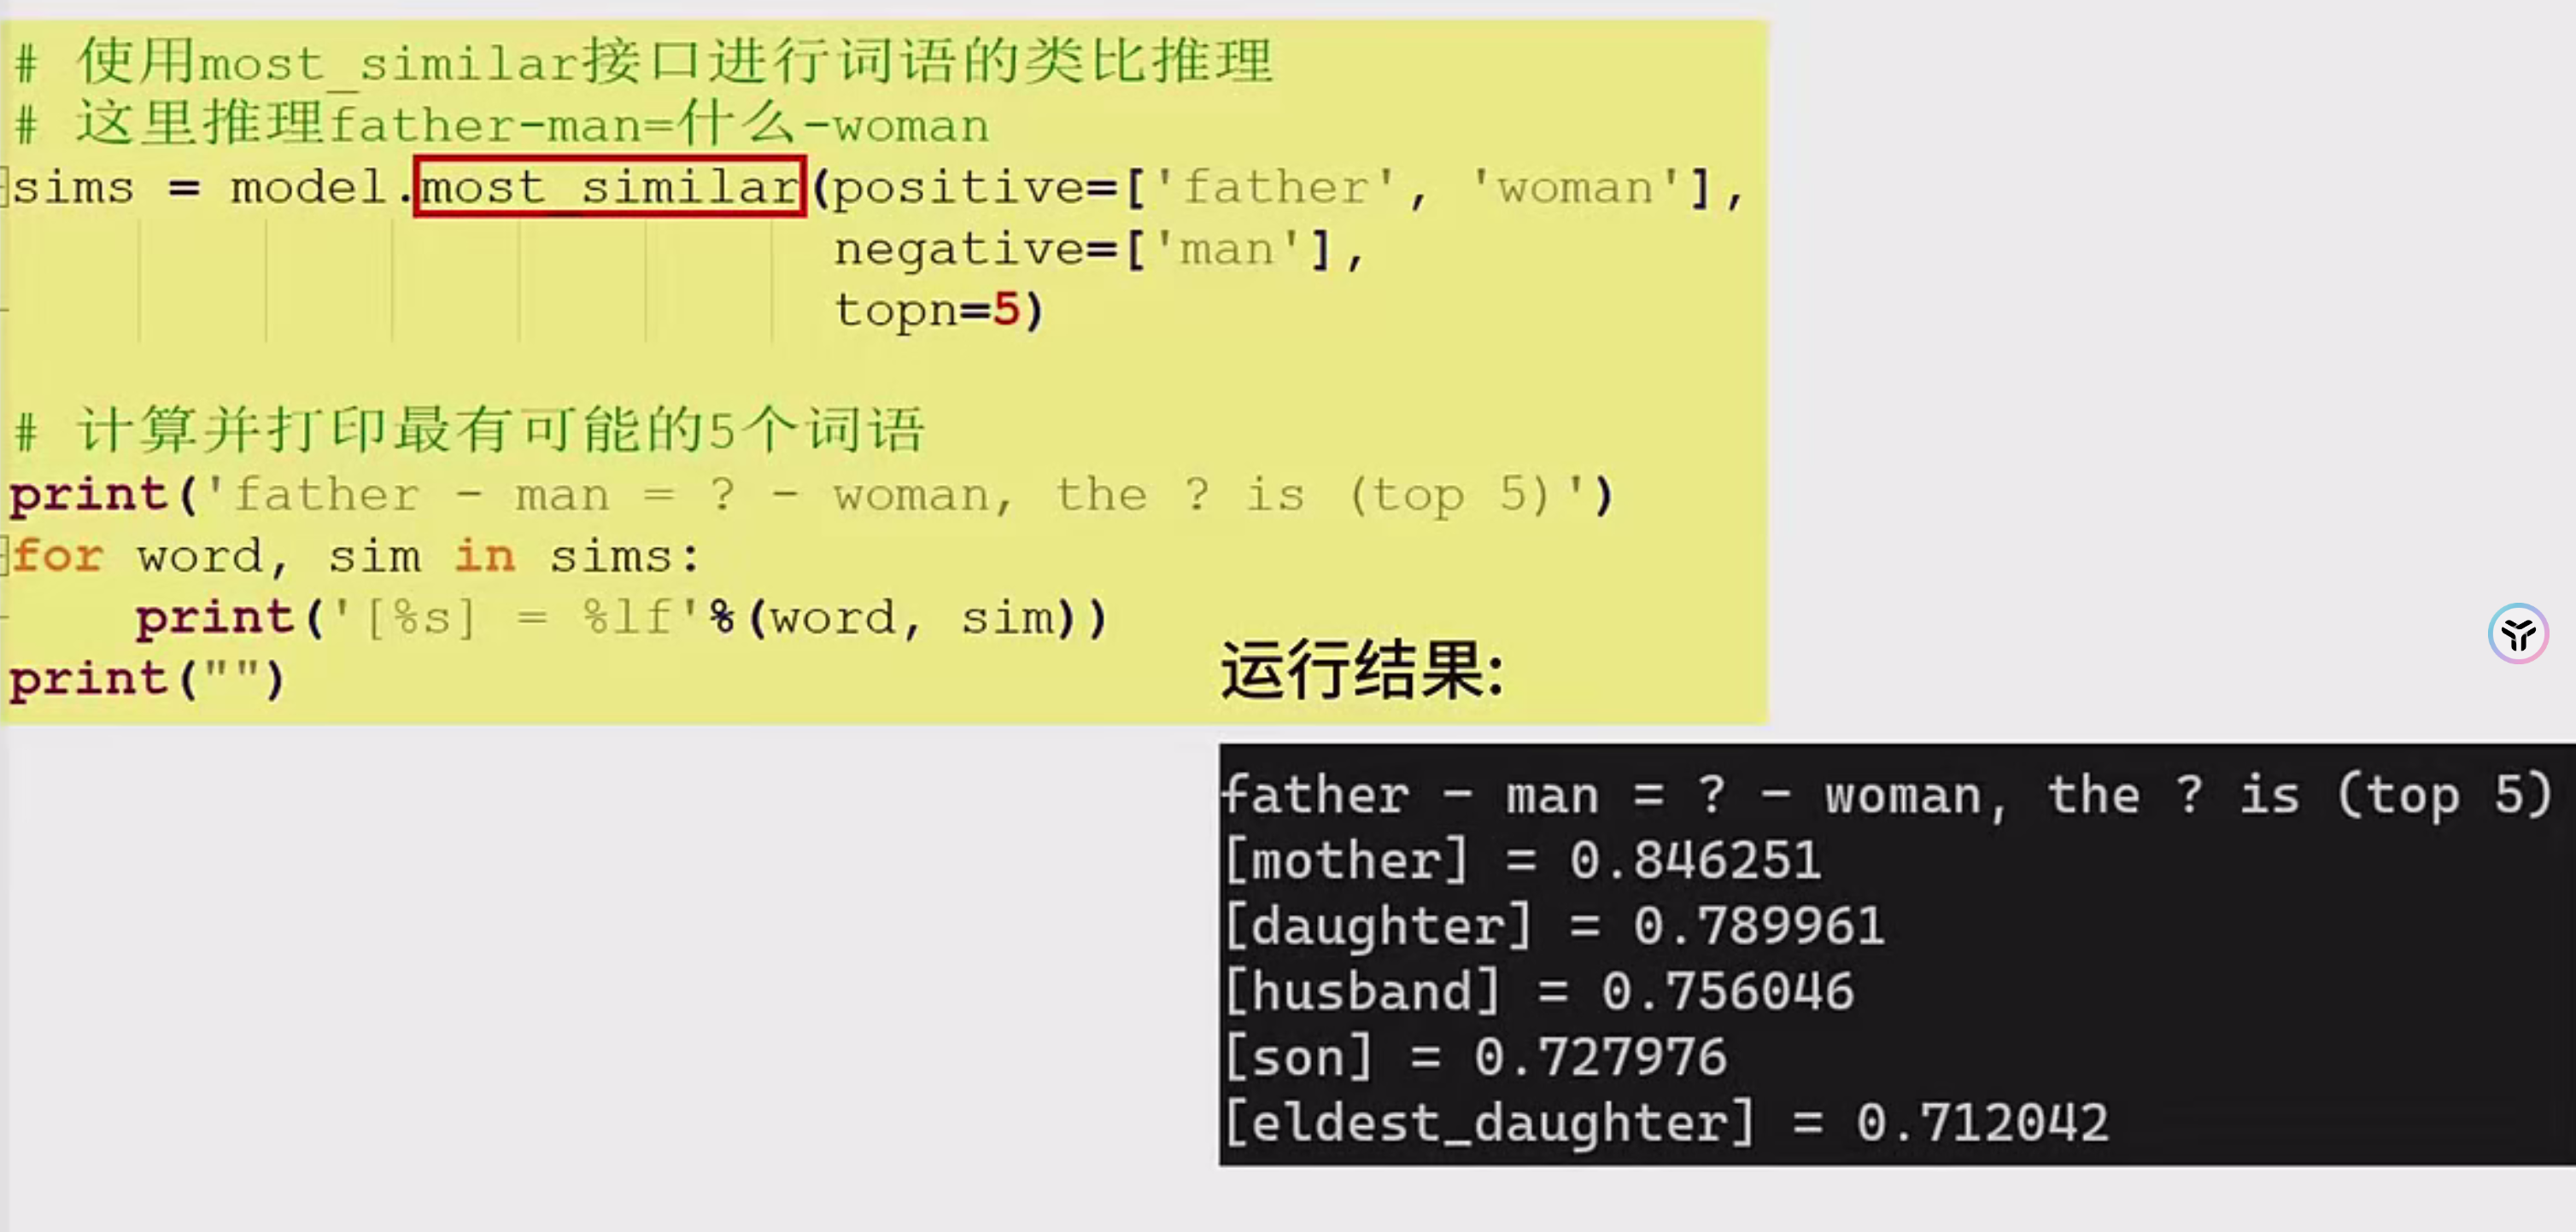 # 使用most_similar接口进行词语的类比推理
# 这里推理father-man=什么-woman
sims = model.most_similar(positive=['father', 'woman'],
negative=['man'],
topn=5)
# 计算并打印最有可能的5个词语
print('father - man = ? - woman, the ? is (top 5)')
for word, sim in sims:
print('[%s] = %lf'%(word, sim))
print("")
运行结果:
father - man = ? - woman, the ? is (top 5)
[mother] = 0.846251
[daughter] = 0.789961
[husband] = 0.756046
[son] = 0.727976
[eldest_daughter] = 0.712042